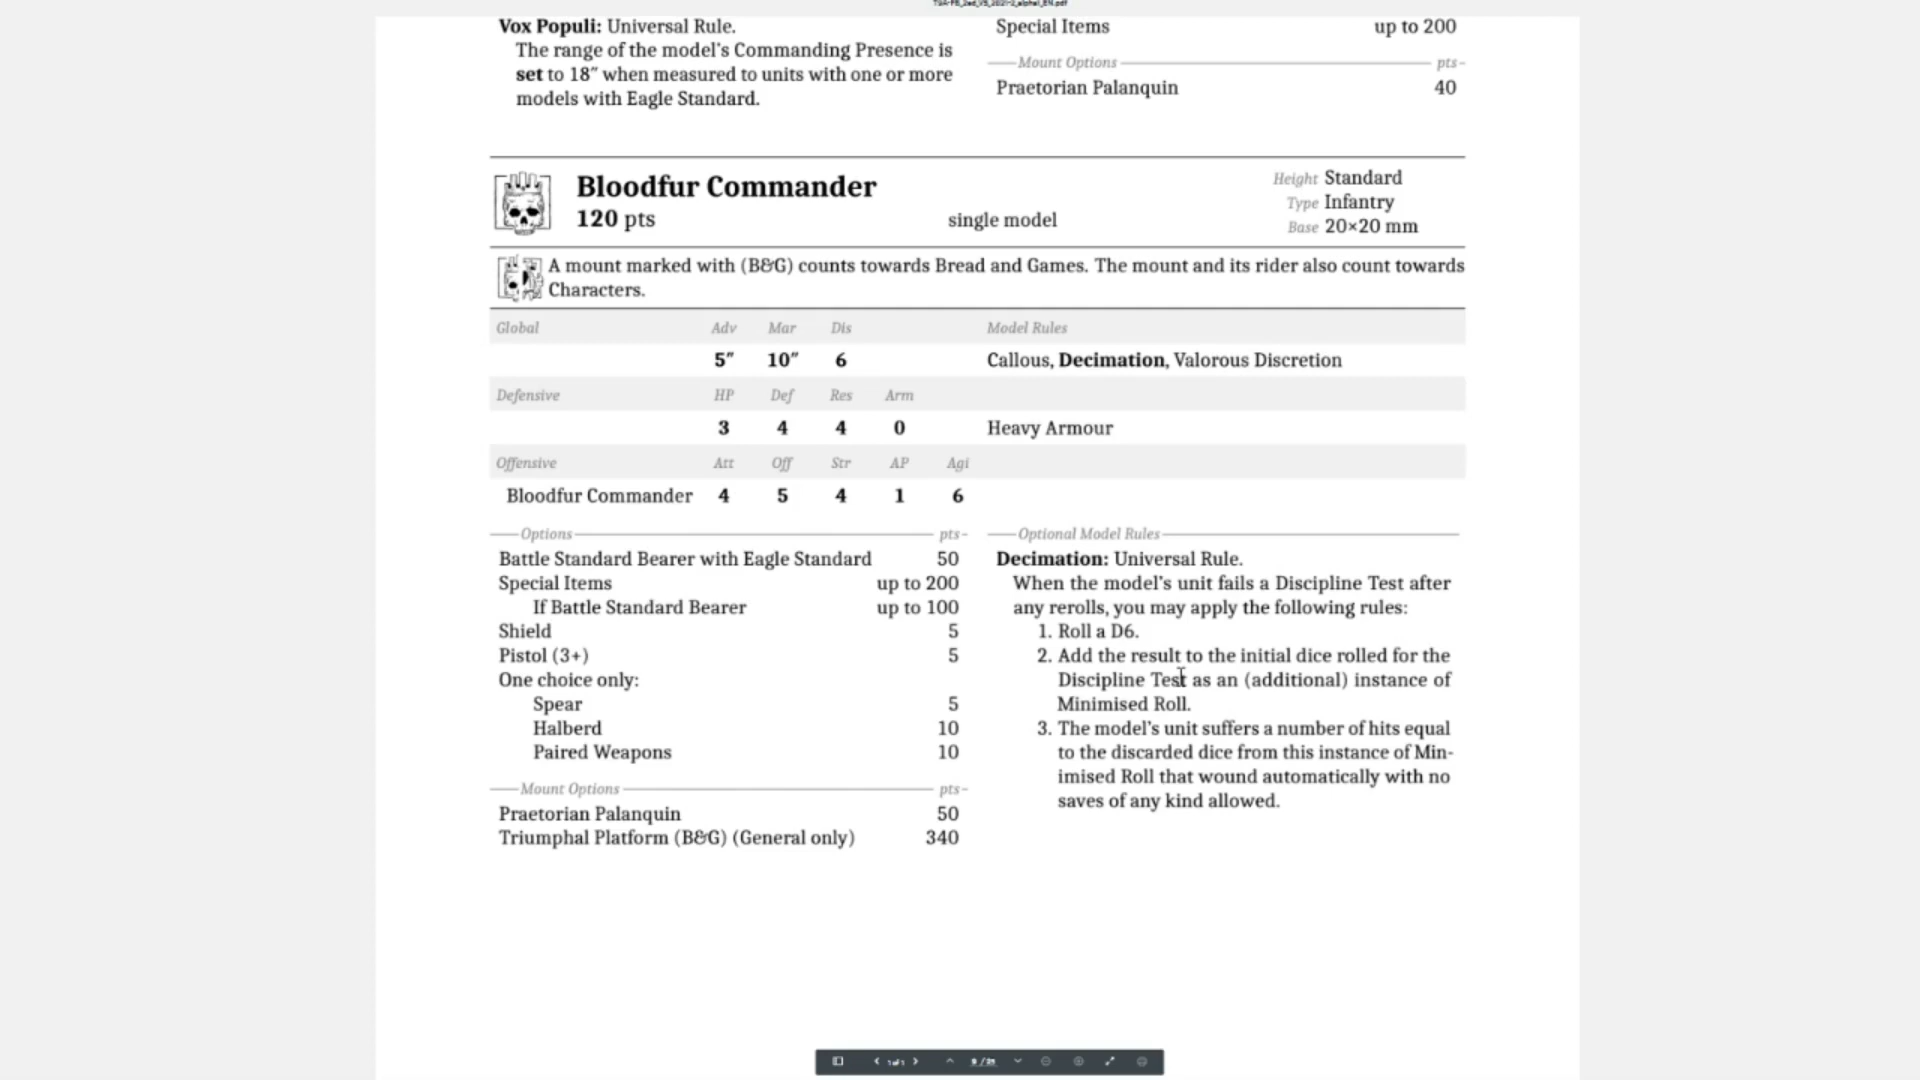 TSA-FB_2ed_V5_2021-2_alpha1_EN.pdf
Vox Populi: Universal Rule.
The range of the model's Commanding Presence is
set to 18″ when measured to units with one or more
models with Eagle Standard.
Special Items up to 200
Mount Options pts
Praetorian Palanquin 40
Bloodfur Commander
120 pts single model
Height Standard
Type Infantry
Base 20×20 mm
A mount marked with (B&G) counts towards Bread and Games. The mount and its rider also count towards
Characters.
Global Adv Mar Dis Model Rules
5″ 10″ 6 Callous, Decimation, Valorous Discretion
Defensive HP Def Res Arm
3 4 4 0 Heavy Armour
Offensive Att Off Str AP Agi
Bloodfur Commander 4 5 4 1 6
Options pts
Battle Standard Bearer with Eagle Standard 50
Special Items up to 200
If Battle Standard Bearer up to 100
Shield 5
Pistol (3+) 5
One choice only:
Spear 5
Halberd 10
Paired Weapons 10
Mount Options pts
Praetorian Palanquin 50
Triumphal Platform (B&G) (General only) 340
Optional Model Rules
Decimation: Universal Rule.
When the model's unit fails a Discipline Test after
any rerolls, you may apply the following rules:
1. Roll a D6.
2. Add the result to the initial dice rolled for the
Discipline Test as an (additional) instance of
Minimised Roll.
3. The model's unit suffers a number of hits equal
to the discarded dice from this instance of Min-
imised Roll that wound automatically with no
saves of any kind allowed.
1 of 1
9 / 25